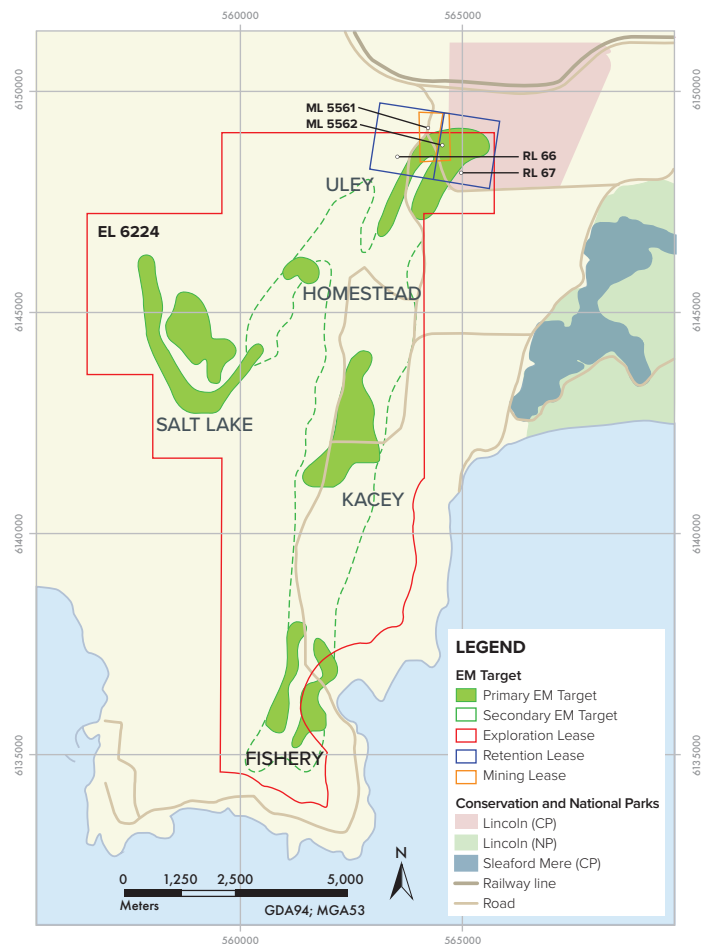 560000
565000
6150000
6150000
ML 5561
ML 5562
RL 66
RL 67
ULEY
EL 6224
HOMESTEAD
6145000
6145000
SALT LAKE
KACEY
6140000
6140000
LEGEND
EM Target
Primary EM Target
Secondary EM Target
Exploration Lease
Retention Lease
Mining Lease
Conservation and National Parks
Lincoln (CP)
Lincoln (NP)
Sleaford Mere (CP)
Railway line
Road
6135000
6135000
FISHERY
N
0 1,250 2,500 5,000
Meters
GDA94; MGA53
560000
565000